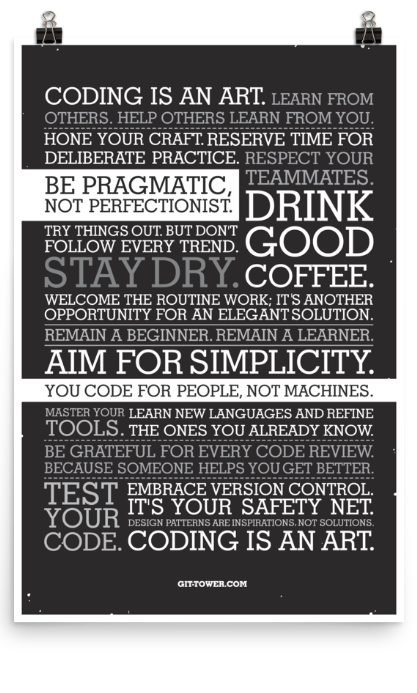 CODING IS AN ART. LEARN FROM
OTHERS. HELP OTHERS LEARN FROM YOU.
HONE YOUR CRAFT. RESERVE TIME FOR
DELIBERATE PRACTICE. RESPECT YOUR
TEAMMATES.
BE PRAGMATIC,
NOT PERFECTIONIST.
DRINK
GOOD
COFFEE.
TRY THINGS OUT. BUT DON'T
FOLLOW EVERY TREND.
STAY DRY.
WELCOME THE ROUTINE WORK; IT'S ANOTHER
OPPORTUNITY FOR AN ELEGANT SOLUTION.
REMAIN A BEGINNER. REMAIN A LEARNER.
AIM FOR SIMPLICITY.
YOU CODE FOR PEOPLE, NOT MACHINES.
MASTER YOUR
TOOLS.
LEARN NEW LANGUAGES AND REFINE
THE ONES YOU ALREADY KNOW.
BE GRATEFUL FOR EVERY CODE REVIEW.
BECAUSE SOMEONE HELPS YOU GET BETTER.
TEST
YOUR
CODE.
EMBRACE VERSION CONTROL.
IT'S YOUR SAFETY NET.
DESIGN PATTERNS ARE INSPIRATIONS. NOT SOLUTIONS.
CODING IS AN ART.
GIT-TOWER.COM